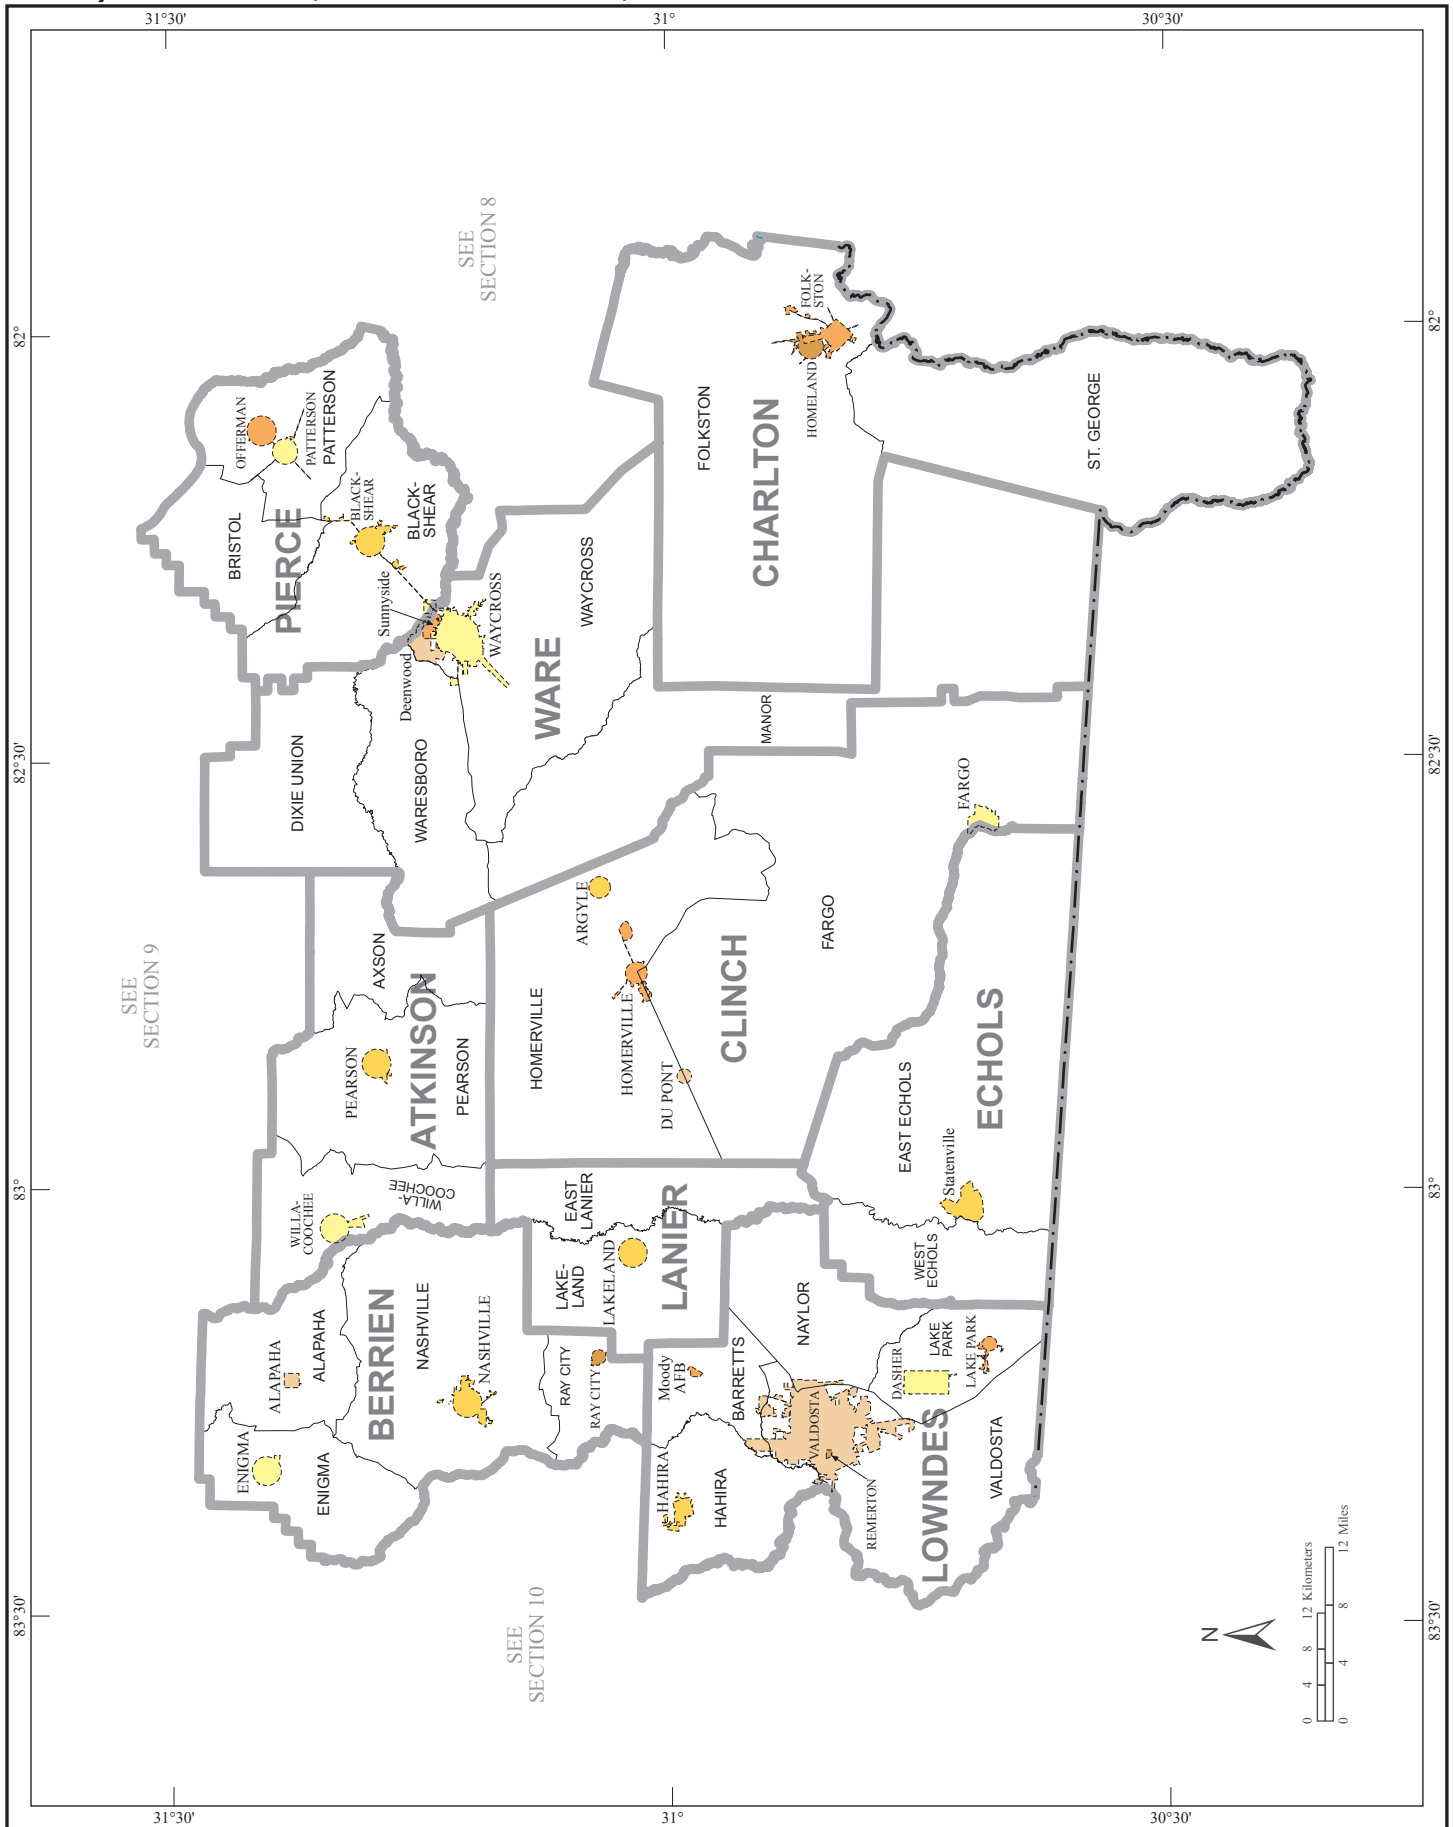 31°30'
31°
30°30'
82°
82°30'
83°
83°30'
82°
82°30'
83°
83°30'
31°30'
31°
30°30'
SEE
SECTION 8
SEE
SECTION 9
SEE
SECTION 10
PIERCE
BRISTOL
OFFERMAN
PATTERSON
PATTERSON
BLACK-
SHEAR
BLACK-
SHEAR
Sunnyside
Deenwood
WAYCROSS
WAYCROSS
WARE
DIXIE UNION
WARESBORO
MANOR
CHARLTON
FOLKSTON
FOLK-
STON
HOMELAND
ST. GEORGE
ATKINSON
AXSON
PEARSON
PEARSON
WILLA-
COOCHEE
WILLA-
COOCHEE
CLINCH
HOMERVILLE
HOMERVILLE
ARGYLE
DU PONT
FARGO
FARGO
ECHOLS
EAST ECHOLS
Statenville
WEST
ECHOLS
LANIER
EAST
LANIER
LAKE-
LAND
LAKELAND
BERRIEN
ALAPAHA
ALAPAHA
ENIGMA
ENIGMA
NASHVILLE
NASHVILLE
RAY CITY
RAY CITY
LOWNDES
Moody
AFB
BARRETTS
NAYLOR
HAHIRA
HAHIRA
VALDOSTA
REMERTON
DASHER
LAKE
PARK
LAKE PARK
VALDOSTA
N
0 4 8 12 Kilometers
0 4 8 12 Miles